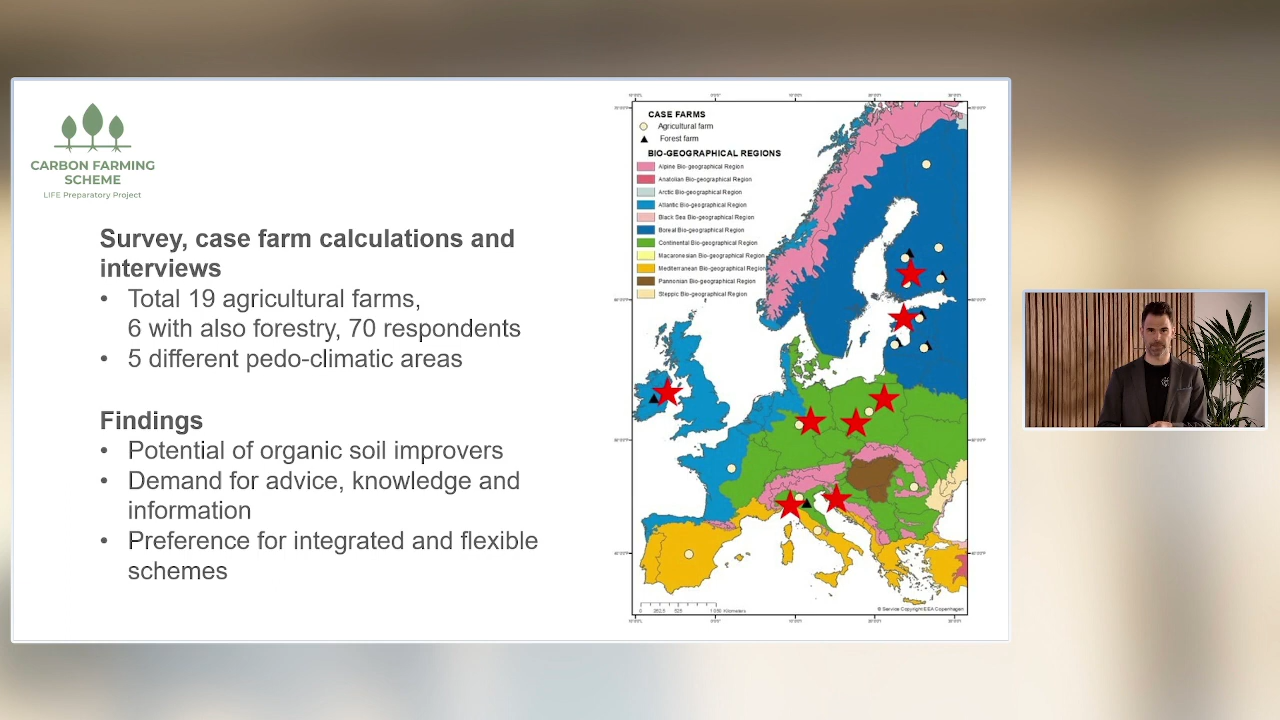 CARBON FARMING
SCHEME
LIFE Preparatory Project
Survey, case farm calculations and
interviews
• Total 19 agricultural farms,
6 with also forestry, 70 respondents
• 5 different pedo-climatic areas
Findings
• Potential of organic soil improvers
• Demand for advice, knowledge and
information
• Preference for integrated and flexible
schemes
CASE FARMS
Agricultural farm
Forest farm
BIO-GEOGRAPHICAL REGIONS
Alpine Bio-geographical Region
Anatolian Bio-geographical Region
Arctic Bio-geographical Region
Atlantic Bio-geographical Region
Black Sea Bio-geographical Region
Boreal Bio-geographical Region
Continental Bio-geographical Region
Macaronesian Bio-geographical Region
Mediterranean Bio-geographical Region
Pannonian Bio-geographical Region
Steppic Bio-geographical Region
Kilometers
© Service Copyright EEA Copenhagen